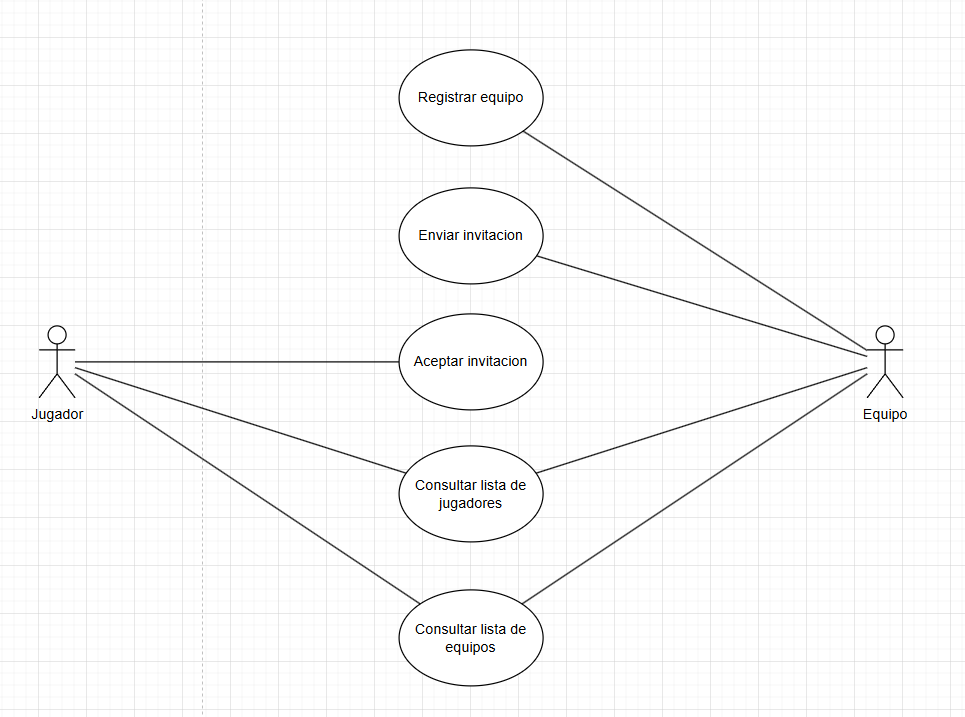 Registrar equipo
Enviar invitacion
Aceptar invitacion
Jugador
Equipo
Consultar lista de
jugadores
Consultar lista de
equipos